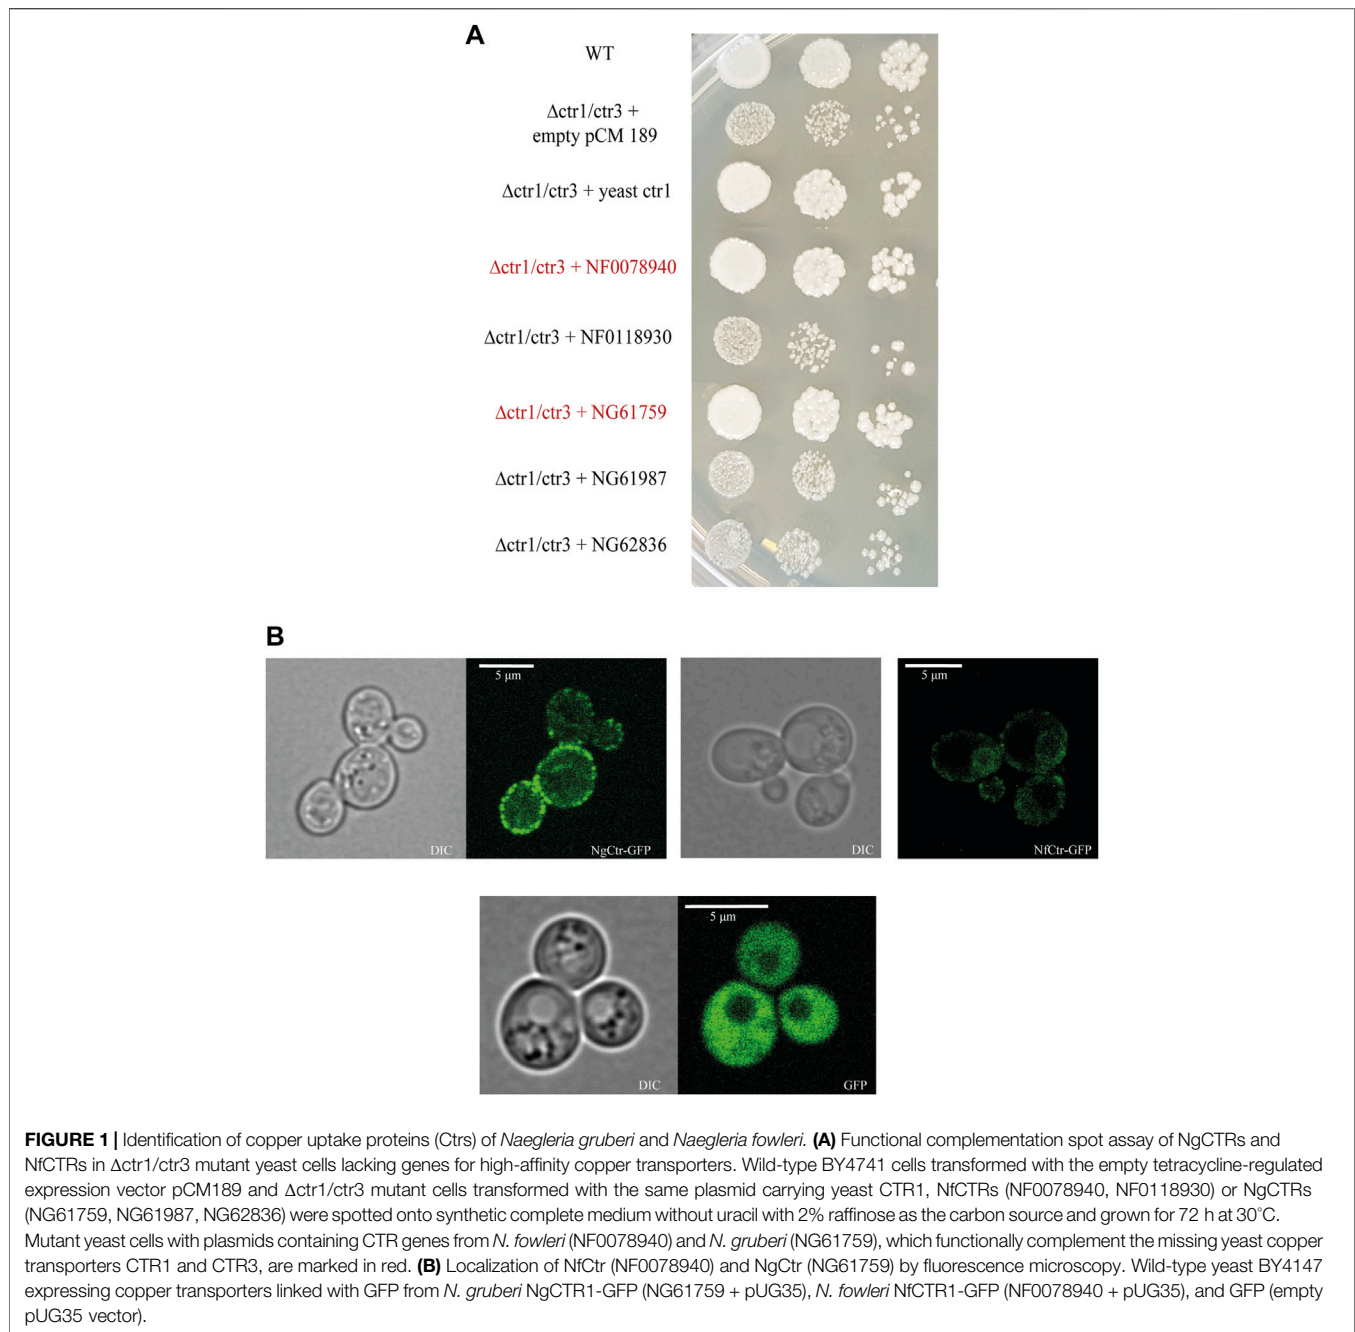 A
WT
Δctr1/ctr3 +
empty pCM 189
Δctr1/ctr3 + yeast ctr1
Δctr1/ctr3 + NF0078940
Δctr1/ctr3 + NF0118930
Δctr1/ctr3 + NG61759
Δctr1/ctr3 + NG61987
Δctr1/ctr3 + NG62836
B
DIC
5 μm
NgCtr-GFP
DIC
5 μm
NfCtr-GFP
DIC
5 μm
GFP
FIGURE 1 | Identification of copper uptake proteins (Ctrs) of Naegleria gruberi and Naegleria fowleri. (A) Functional complementation spot assay of NgCTRs and
NfCTRs in Δctr1/ctr3 mutant yeast cells lacking genes for high-affinity copper transporters. Wild-type BY4741 cells transformed with the empty tetracycline-regulated
expression vector pCM189 and Δctr1/ctr3 mutant cells transformed with the same plasmid carrying yeast CTR1, NfCTRs (NF0078940, NF0118930) or NgCTRs
(NG61759, NG61987, NG62836) were spotted onto synthetic complete medium without uracil with 2% raffinose as the carbon source and grown for 72 h at 30°C.
Mutant yeast cells with plasmids containing CTR genes from N. fowleri (NF0078940) and N. gruberi (NG61759), which functionally complement the missing yeast copper
transporters CTR1 and CTR3, are marked in red. (B) Localization of NfCtr (NF0078940) and NgCtr (NG61759) by fluorescence microscopy. Wild-type yeast BY4147
expressing copper transporters linked with GFP from N. gruberi NgCTR1-GFP (NG61759 + pUG35), N. fowleri NfCTR1-GFP (NF0078940 + pUG35), and GFP (empty
pUG35 vector).